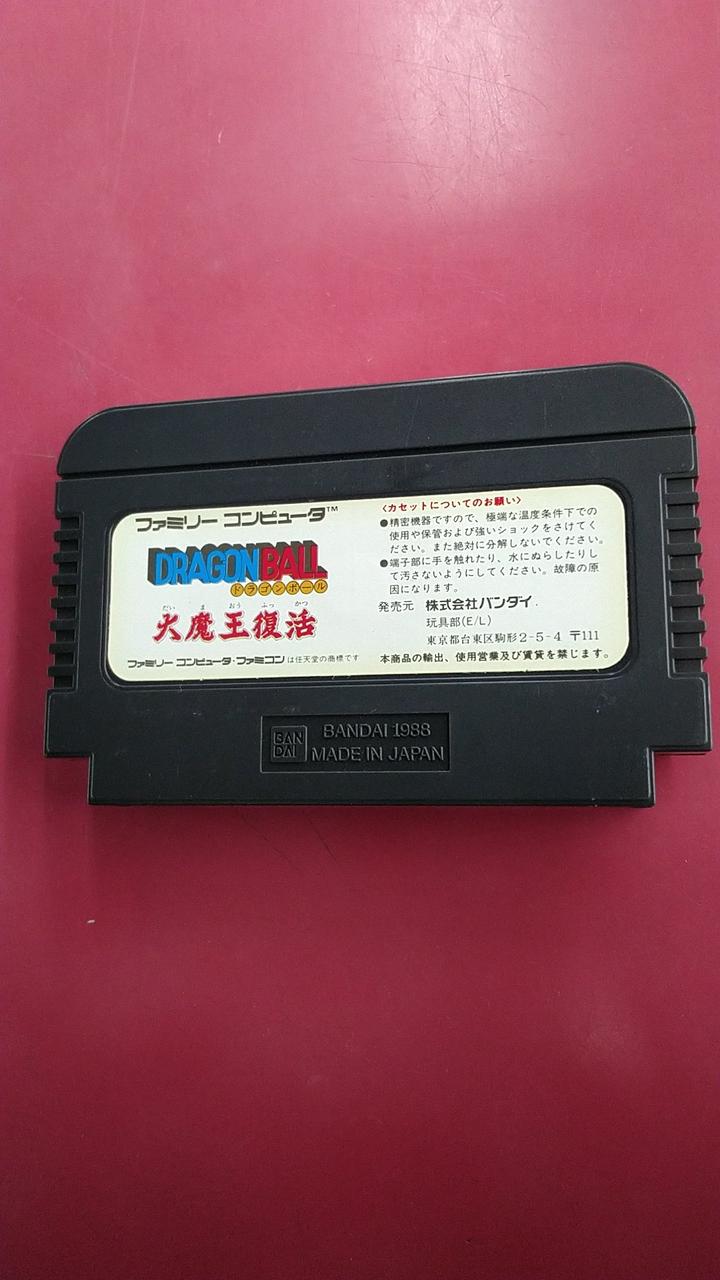 ファミリー コンピュータ™
DRAGON BALL
ドラゴンボール
だい ま おう ふっ かつ
大魔王復活
ファミリー コンピュータ・ファミコン は任天堂の商標です
〈カセットについてのお願い〉
●精密機器ですので、極端な温度条件下での
使用や保管および強いショックをさけてく
ださい。また絶対に分解しないでください。
●端子部に手を触れたり、水にぬらしたりし
て汚さないようにしてください。故障の原
因になります。
発売元 株式会社バンダイ.
玩具部(E/L)
東京都台東区駒形2-5-4 〒111
本商品の輸出、使用営業及び賃貸を禁じます。
BAN
DAI
BANDAI 1988
MADE IN JAPAN